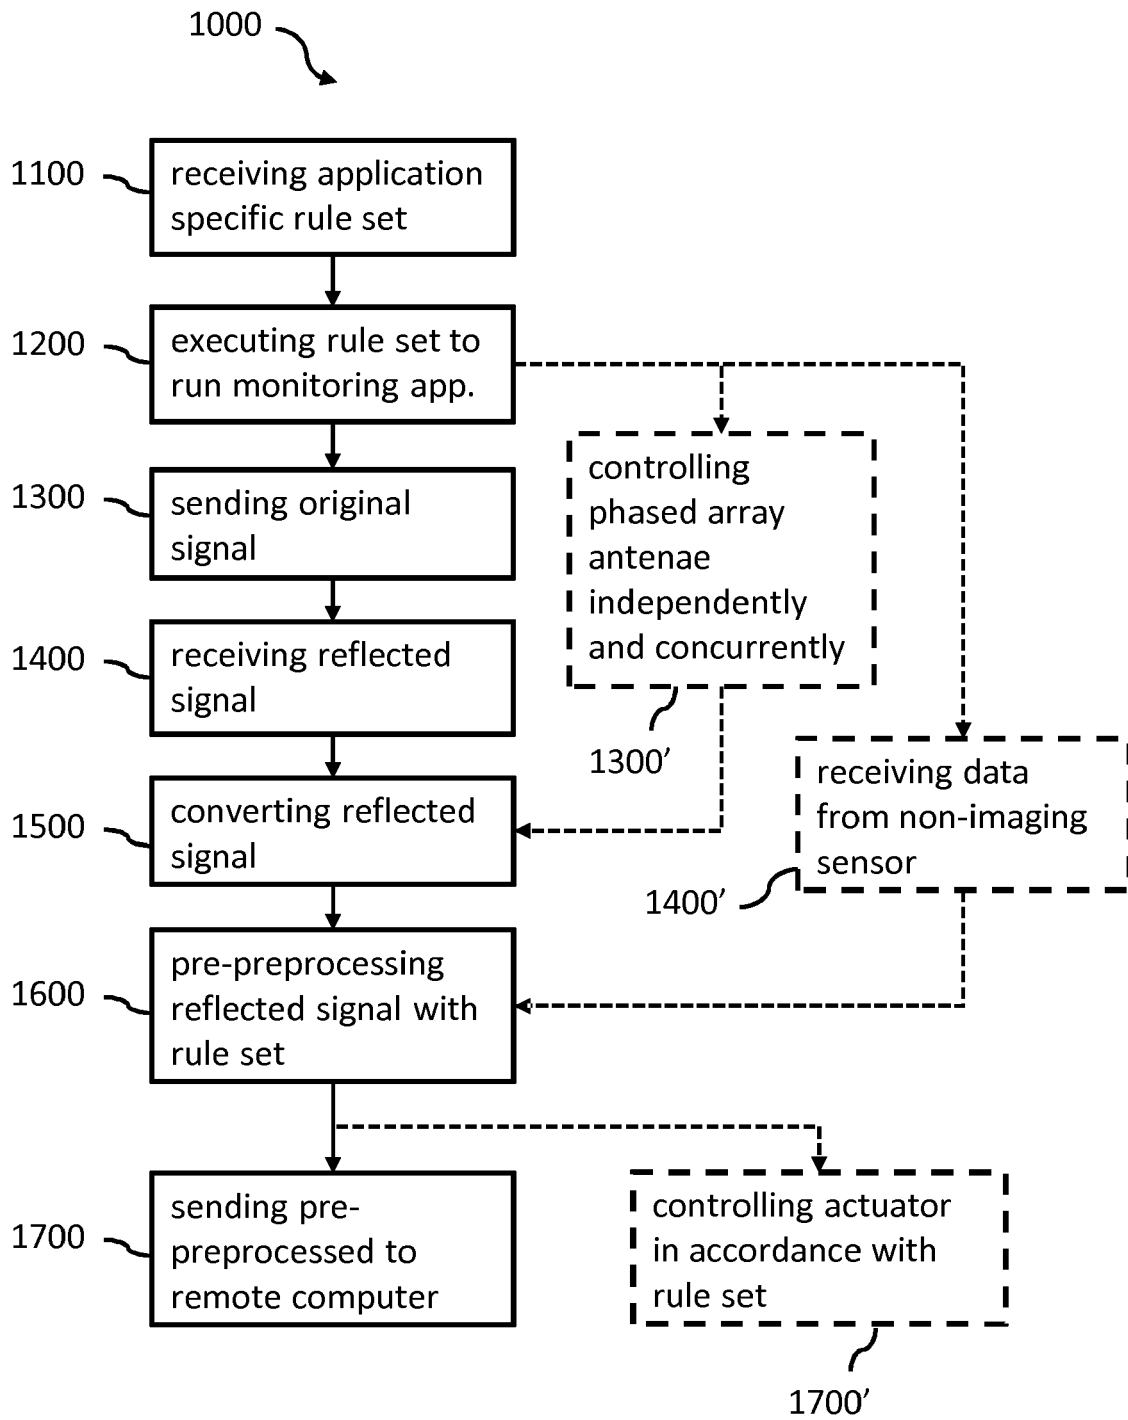 1000
1100
receiving application
specific rule set
1200
executing rule set to
run monitoring app.
1300
sending original
signal
controlling
phased array
antenae
independently
and concurrently
1300’
1400
receiving reflected
signal
receiving data
from non-imaging
sensor
1400’
1500
converting reflected
signal
1600
pre-preprocessing
reflected signal with
rule set
1700
sending pre-
preprocessed to
remote computer
controlling actuator
in accordance with
rule set
1700’